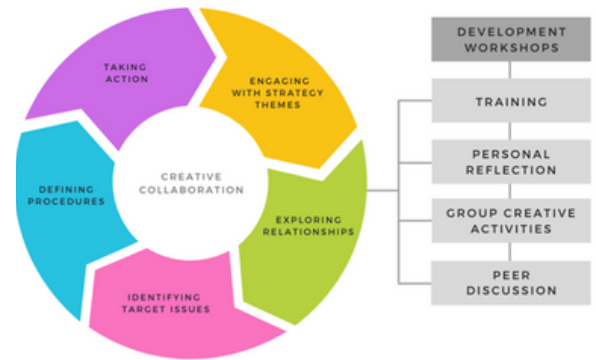 TAKING
ACTION
ENGAGING
WITH STRATEGY
THEMES
CREATIVE
COLLABORATION
DEFINING
PROCEDURES
EXPLORING
RELATIONSHIPS
IDENTIFYING
TARGET ISSUES
DEVELOPMENT
WORKSHOPS
TRAINING
PERSONAL
REFLECTION
GROUP CREATIVE
ACTIVITIES
PEER
DISCUSSION